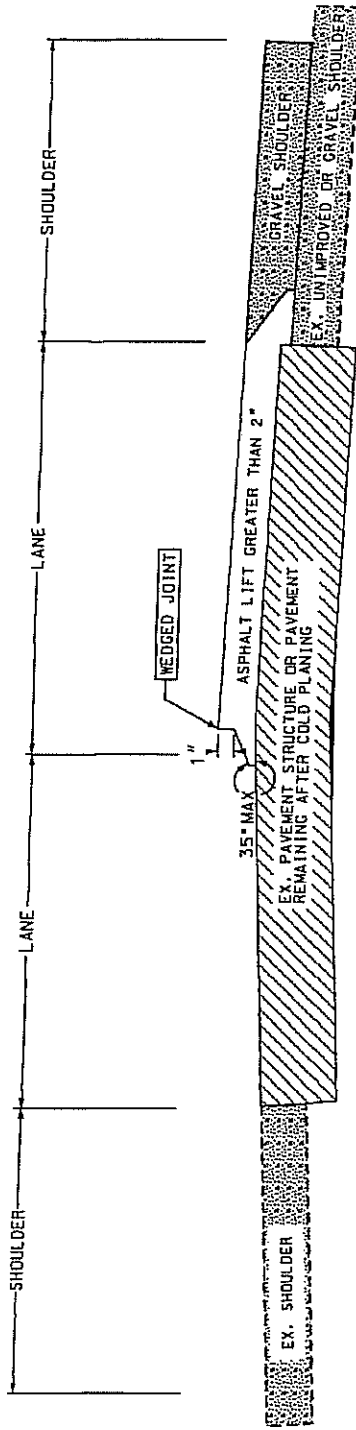 SHOULDER
LANE
LANE
SHOULDER
WEDGED JOINT
1"
35°MAX
ASPHALT LIFT GREATER THAN 2"
GRAVEL SHOULDER
EX. SHOULDER
EX. PAVEMENT STRUCTURE OR PAVEMENT
REMAINING AFTER COLD PLANING
EX. UNIMPROVED OR GRAVEL SHOULDER